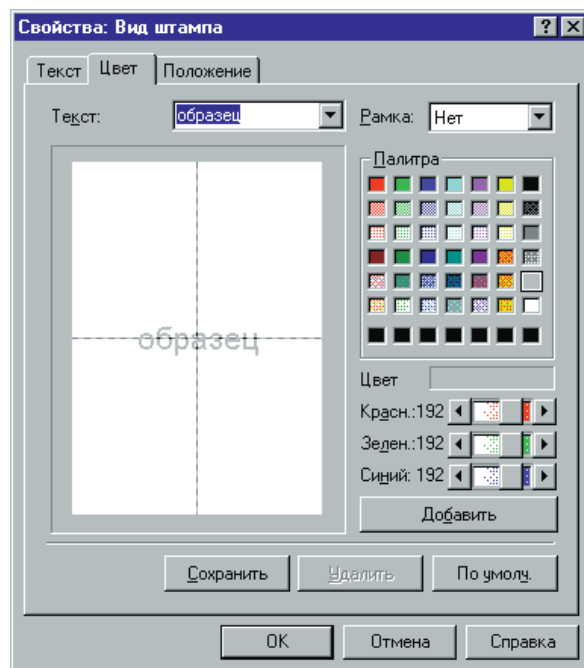 Свойства: Вид штампа
Текст Цвет Положение
Текст: образец Рамка: Нет
Палитра
образец
Цвет
Красн.:192
Зелен.:192
Синий: 192
Добавить
Сохранить Удалить По умолч.
OK Отмена Справка